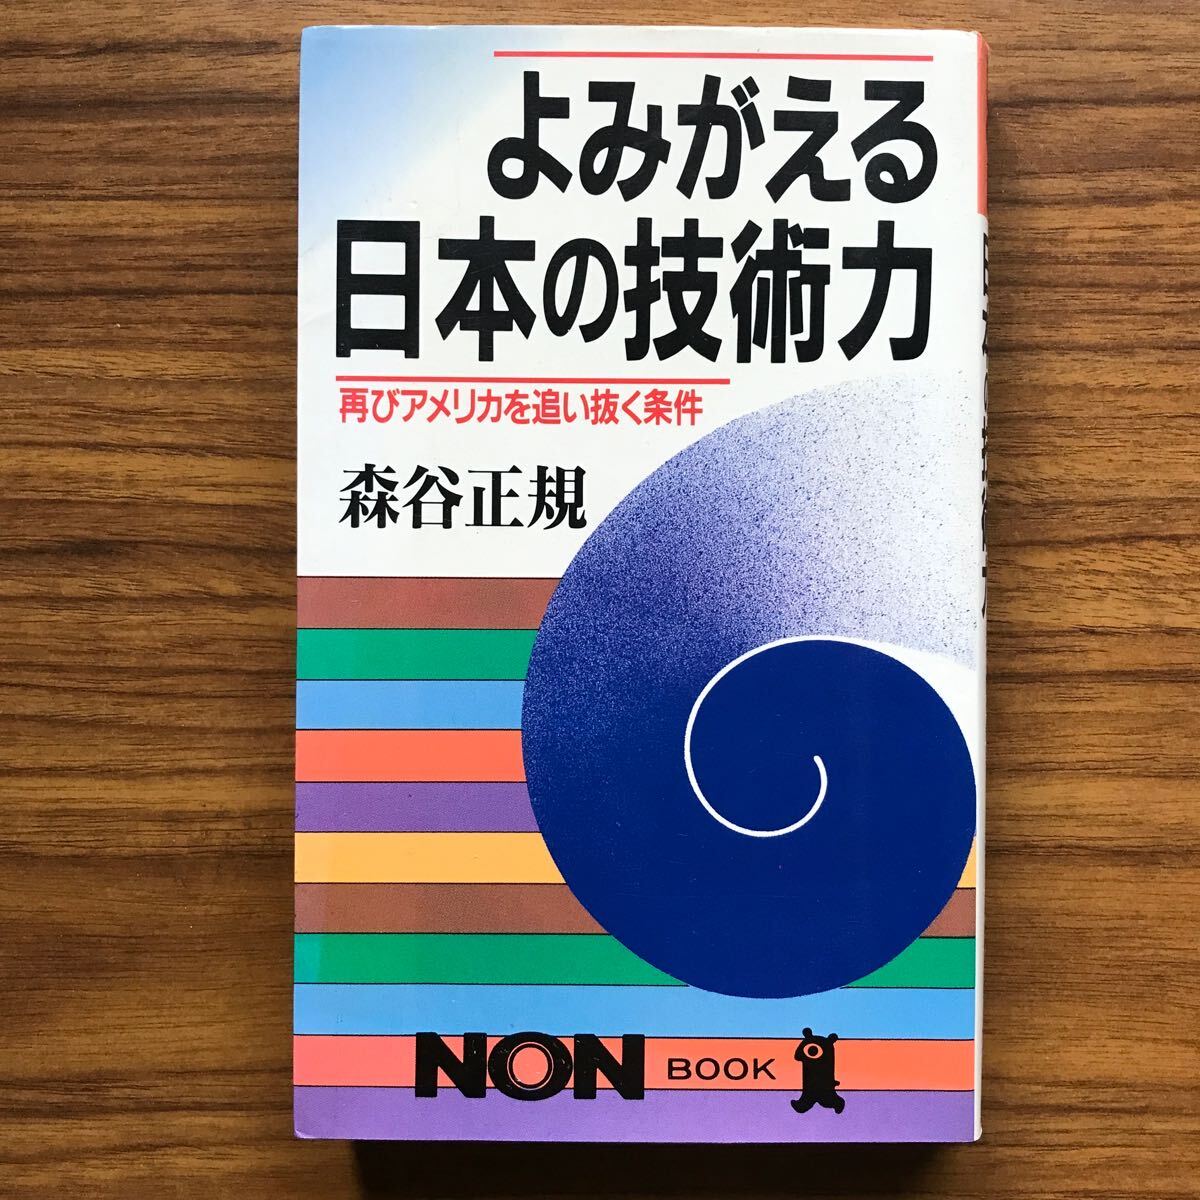 よみがえる
日本の技術力
再びアメリカを追い抜く条件
森谷正規
NON BOOK